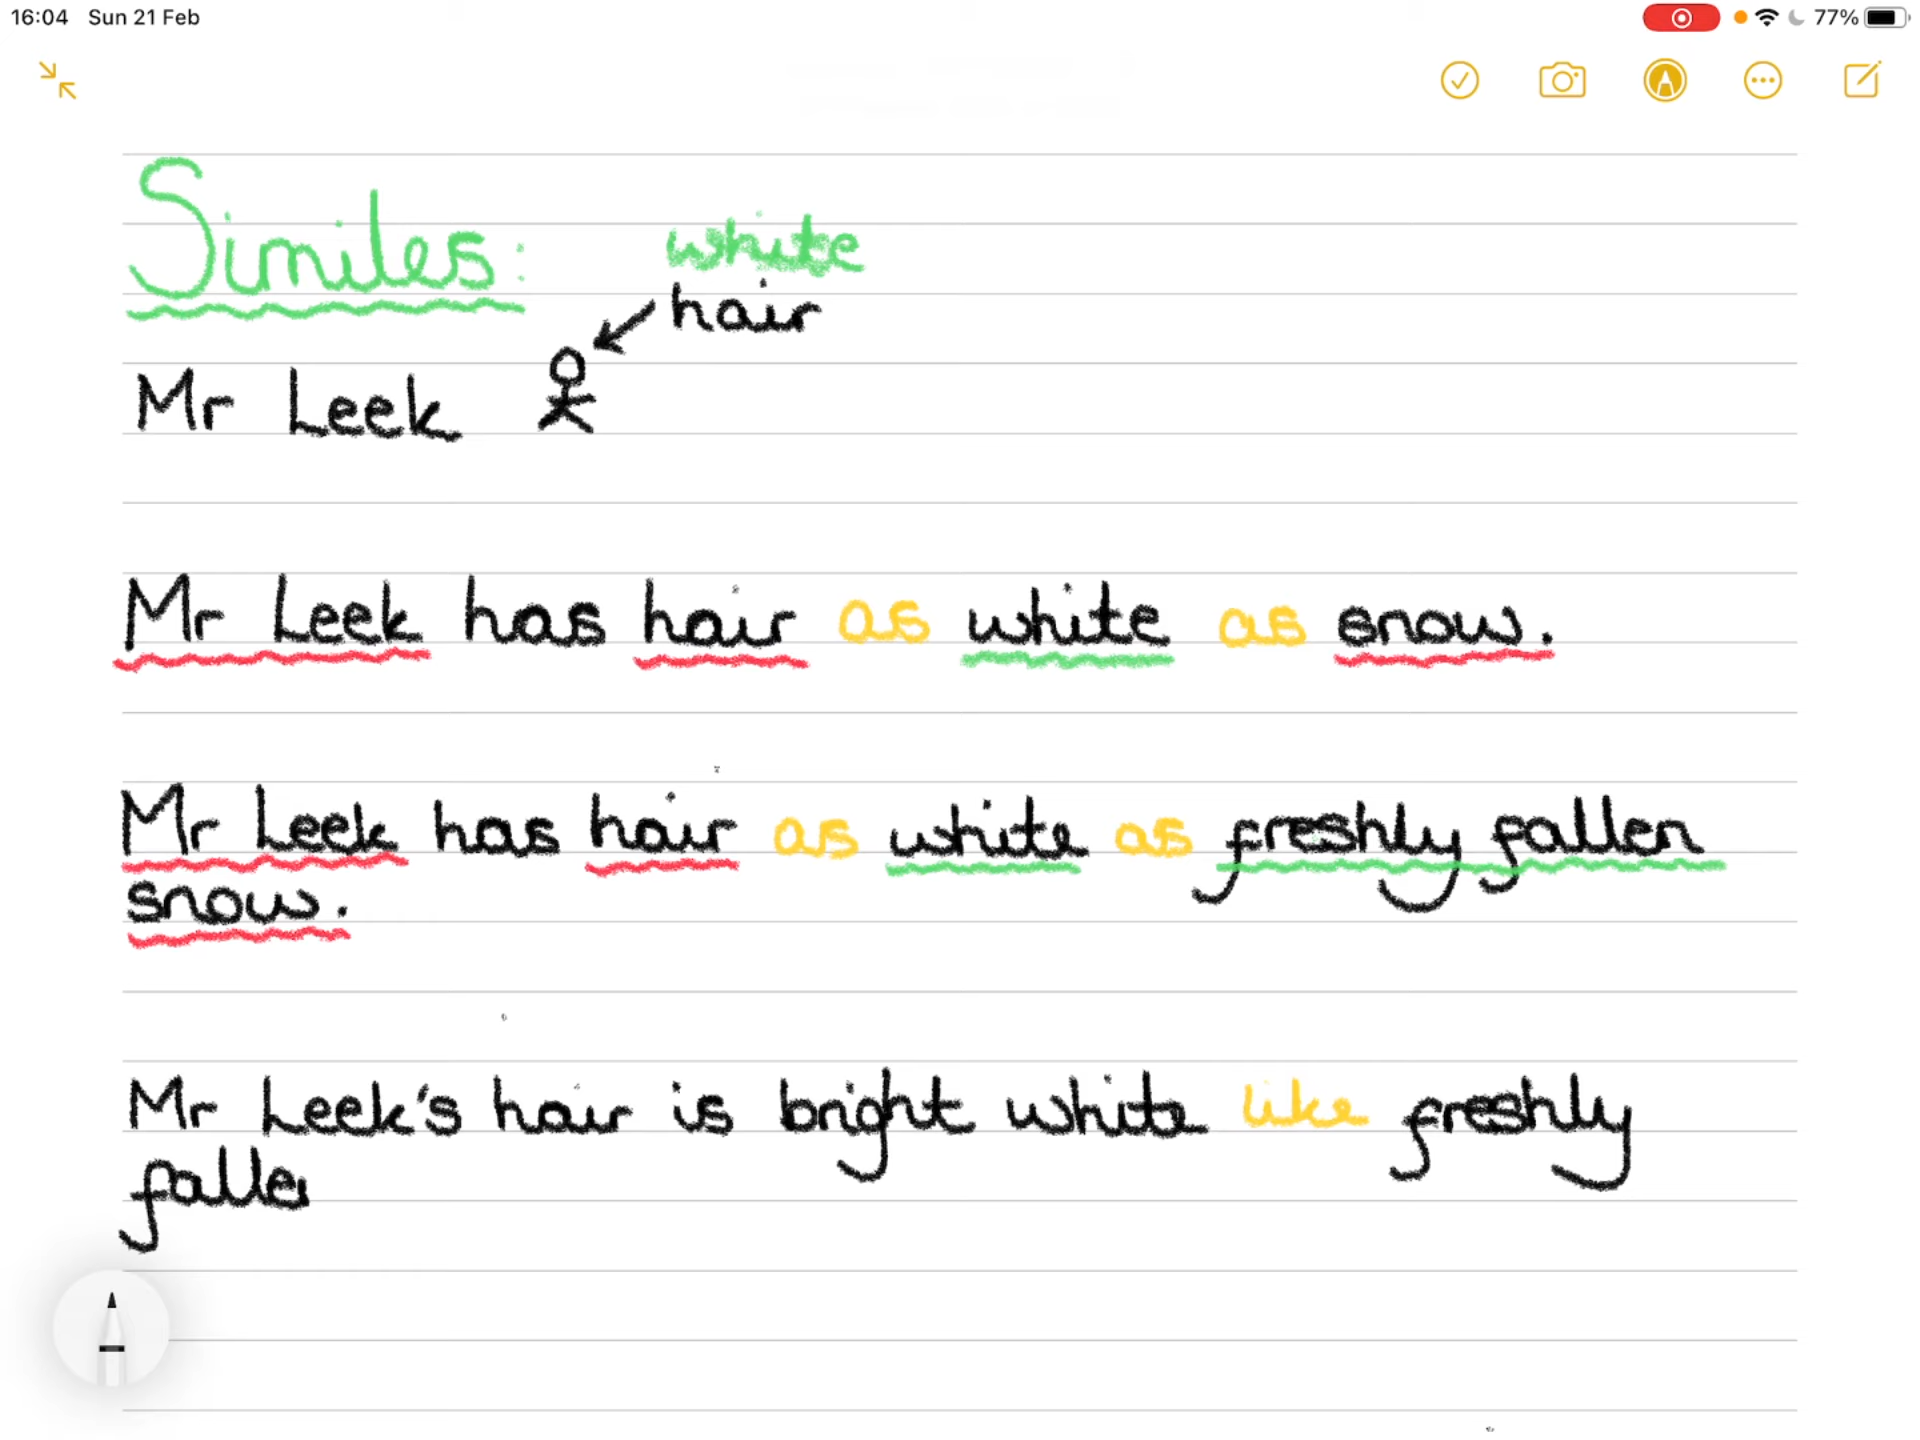 16:04 Sun 21 Feb 77%
Similes: white
hair
Mr Leek
Mr Leek has hair as white as snow.
Mr Leek has hair as white as freshly fallen
snow.
Mr Leek's hair is bright white like freshly
falle